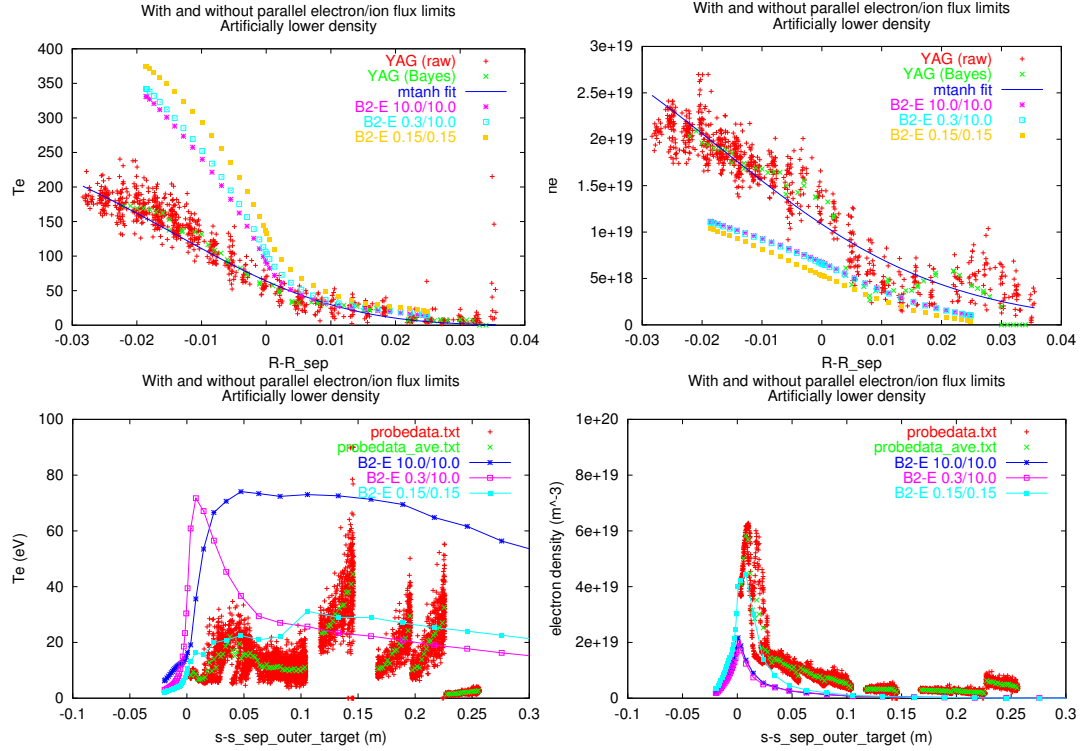 With and without parallel electron/ion flux limits
Artificially lower density
400
350
300
250
200
150
100
50
0
Te
YAG (raw)
YAG (Bayes)
mtanh fit
B2-E 10.0/10.0
B2-E 0.3/10.0
B2-E 0.15/0.15
-0.03 -0.02 -0.01 0 0.01 0.02 0.03 0.04
R-R_sep
With and without parallel electron/ion flux limits
Artificially lower density
3e+19
2.5e+19
2e+19
1.5e+19
1e+19
5e+18
0
ne
YAG (raw)
YAG (Bayes)
mtanh fit
B2-E 10.0/10.0
B2-E 0.3/10.0
B2-E 0.15/0.15
-0.03 -0.02 -0.01 0 0.01 0.02 0.03 0.04
R-R_sep
With and without parallel electron/ion flux limits
Artificially lower density
100
80
60
40
20
0
Te (eV)
probedata.txt
probedata_ave.txt
B2-E 10.0/10.0
B2-E 0.3/10.0
B2-E 0.15/0.15
-0.1 -0.05 0 0.05 0.1 0.15 0.2 0.25 0.3
s-s_sep_outer_target (m)
With and without parallel electron/ion flux limits
Artificially lower density
1e+20
8e+19
6e+19
4e+19
2e+19
0
electron density (m^-3)
probedata.txt
probedata_ave.txt
B2-E 10.0/10.0
B2-E 0.3/10.0
B2-E 0.15/0.15
-0.1 -0.05 0 0.05 0.1 0.15 0.2 0.25 0.3
s-s_sep_outer_target (m)